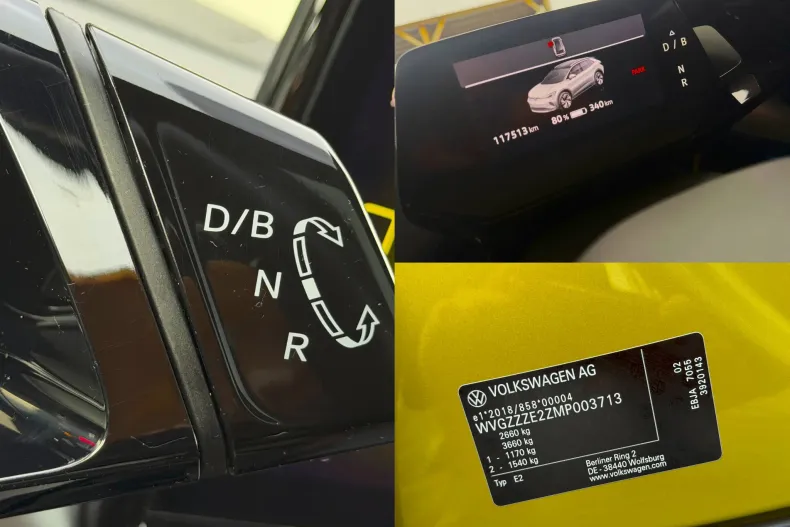 D/B
N
R
117513 km
80 %
340 km
D / B
N
R
VOLKSWAGEN AG
e1*2018/858*00004
WVGZZZE2ZMP003713
2660 kg
3660 kg
1 - 1170 kg
2 - 1540 kg
Typ E2
Berliner Ring 2
DE - 38440 Wolfsburg
www.volkswagen.com
02
EBJA 7055
3920143